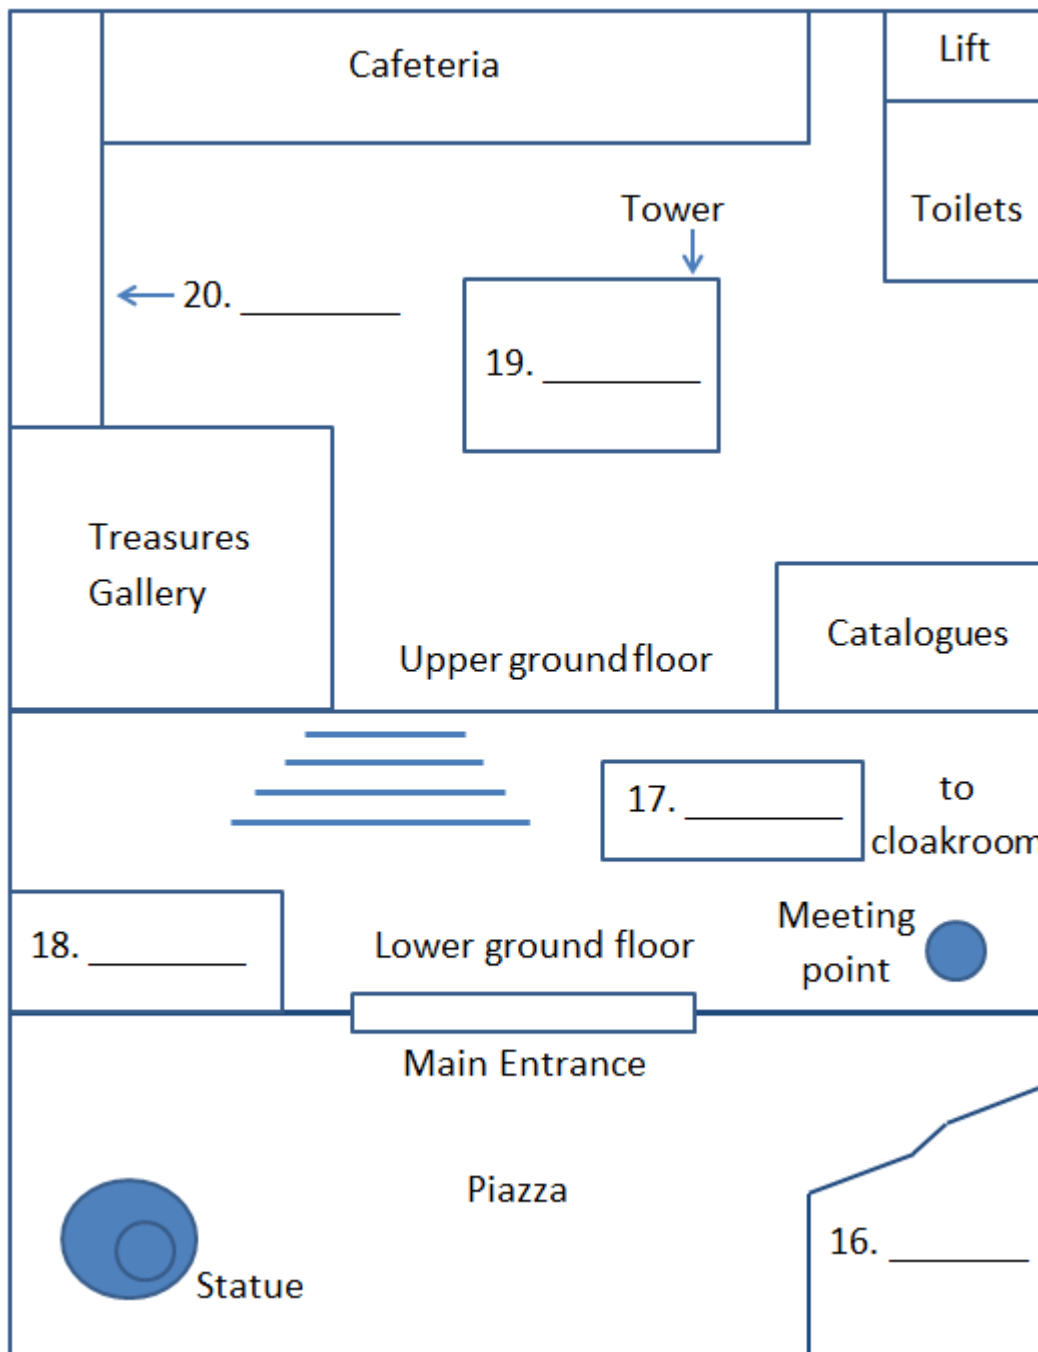 Cafeteria
Lift
Toilets
Tower
20. ________
19. ________
Treasures
Gallery
Catalogues
Upper ground floor
17. ________
to
cloakroom
18. ________
Lower ground floor
Meeting
point
Main Entrance
Piazza
16. _______
Statue